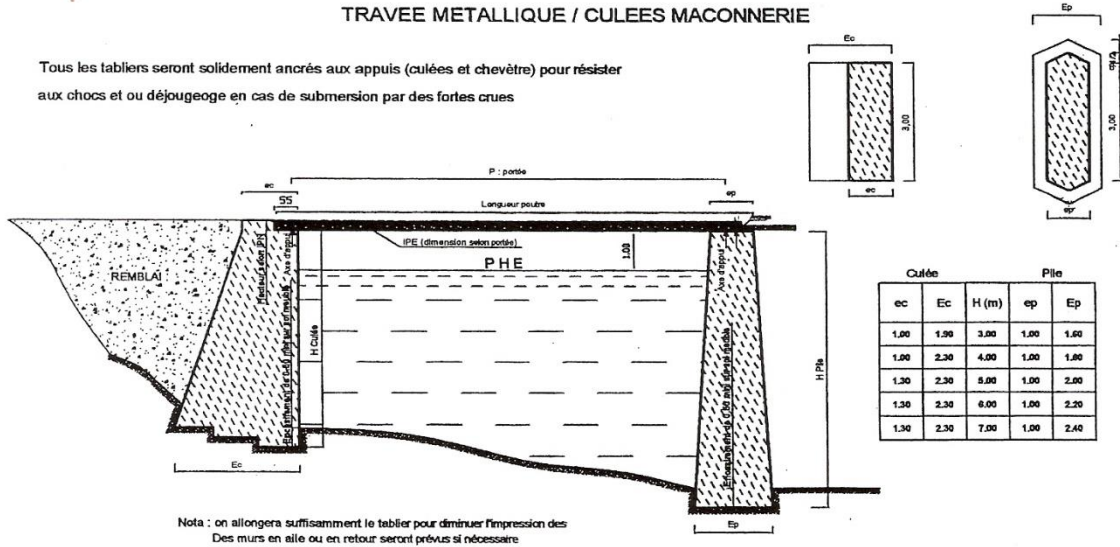 TRAVEE METALLIQUE / CULEES MACONNERIE
Tous les tabliers seront solidement ancrés aux appuis (culées et chevètre) pour résister
aux chocs et ou déjougeoge en cas de submersion par des fortes crues
Ec
3,00
ec
Ep
3,00
ep
P : portée
ec
SS
ep
Longueur poutre
IPE (dimension selon portée)
1.00
PHE
REMBLAI
Hauteur selon IPN
Axe d'appui
Axe d'appui
H Culée
H Pile
Ec
Ep
Culée Pile
ec Ec H (m) ep Ep
1,00 1.90 3,00 1.00 1.60
1.00 2.30 4.00 1.00 1.80
1.30 2.30 5,00 1.00 2.00
1.30 2.30 6,00 1.00 2.20
1.30 2.30 7,00 1.00 2.40
Nota : on allongera suffisamment le tablier pour diminuer l'impression des
Des murs en aile ou en retour seront prévus si nécessaire